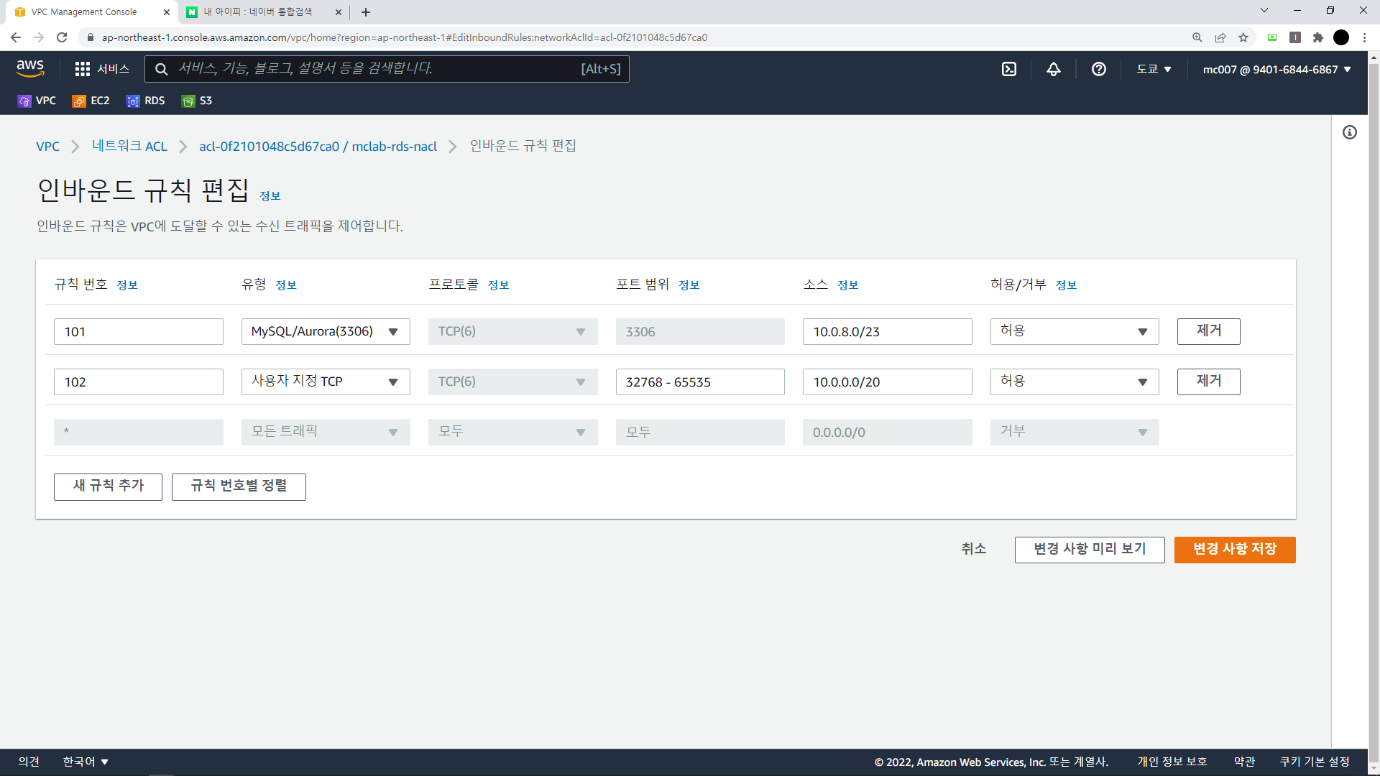 VPC Management Console
내 아이피 : 네이버 통합검색
ap-northeast-1.console.aws.amazon.com/vpc/home?region=ap-northeast-1#EditInboundRules:networkAclId=acl-0f2101048c5d67ca0
aws 서비스 서비스, 기능, 블로그, 설명서 등을 검색합니다. [Alt+S] 도쿄 mc007 @ 9401-6844-6867
VPC EC2 RDS S3
VPC 네트워크 ACL acl-0f2101048c5d67ca0 / mclab-rds-nacl 인바운드 규칙 편집
인바운드 규칙 편집 정보
인바운드 규칙은 VPC에 도달할 수 있는 수신 트래픽을 제어합니다.
규칙 번호 정보 유형 정보 프로토콜 정보 포트 범위 정보 소스 정보 허용/거부 정보
101 MySQL/Aurora(3306) TCP(6) 3306 10.0.8.0/23 허용 제거
102 사용자 지정 TCP TCP(6) 32768 - 65535 10.0.0.0/20 허용 제거
* 모든 트래픽 모두 모두 0.0.0.0/0 거부
새 규칙 추가 규칙 번호별 정렬
취소 변경 사항 미리 보기 변경 사항 저장
의견 한국어 © 2022, Amazon Web Services, Inc. 또는 계열사. 개인 정보 보호 약관 쿠키 기본 설정